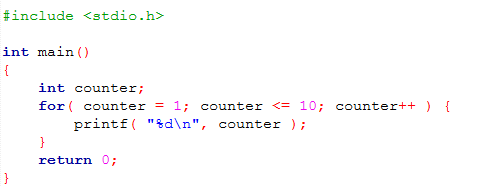 #include <stdio.h>
int main()
{
    int counter;
    for( counter = 1; counter <= 10; counter++ ) {
        printf( "%d\n", counter );
    }
    return 0;
}